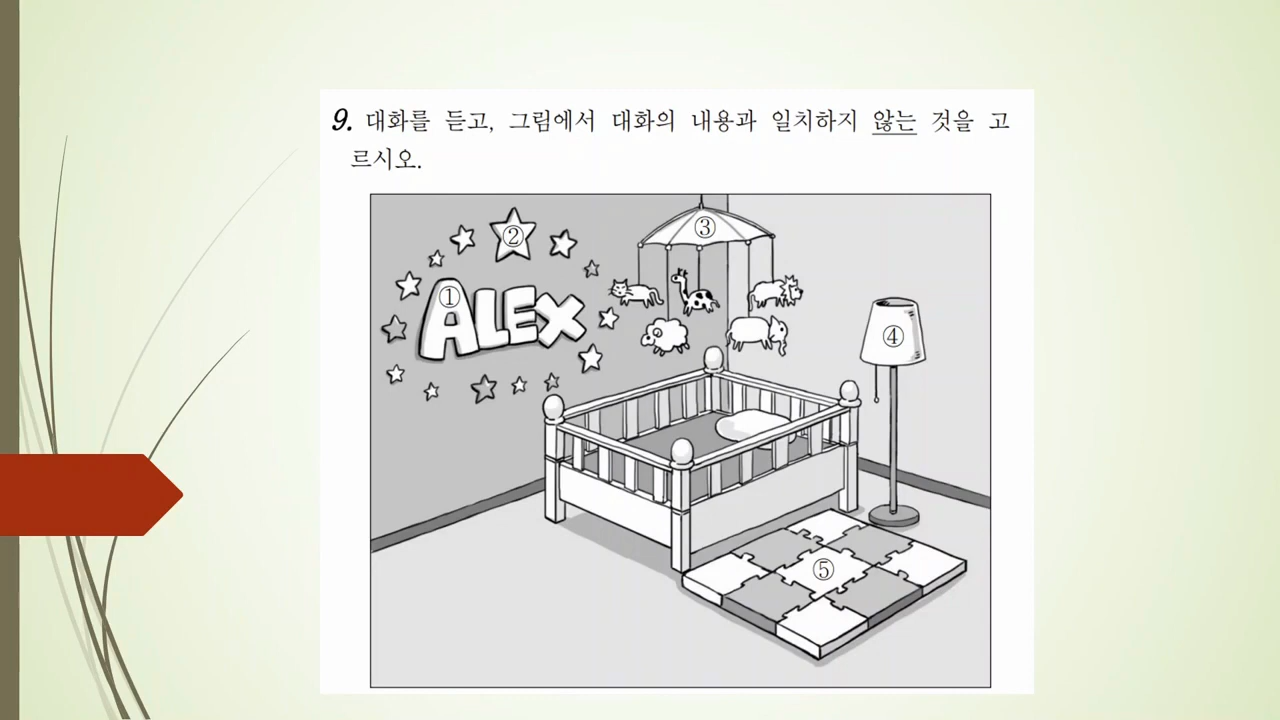 9. 대화를 듣고, 그림에서 대화의 내용과 일치하지 않는 것을 고
르시오.
②
③
①
ALEX
④
⑤